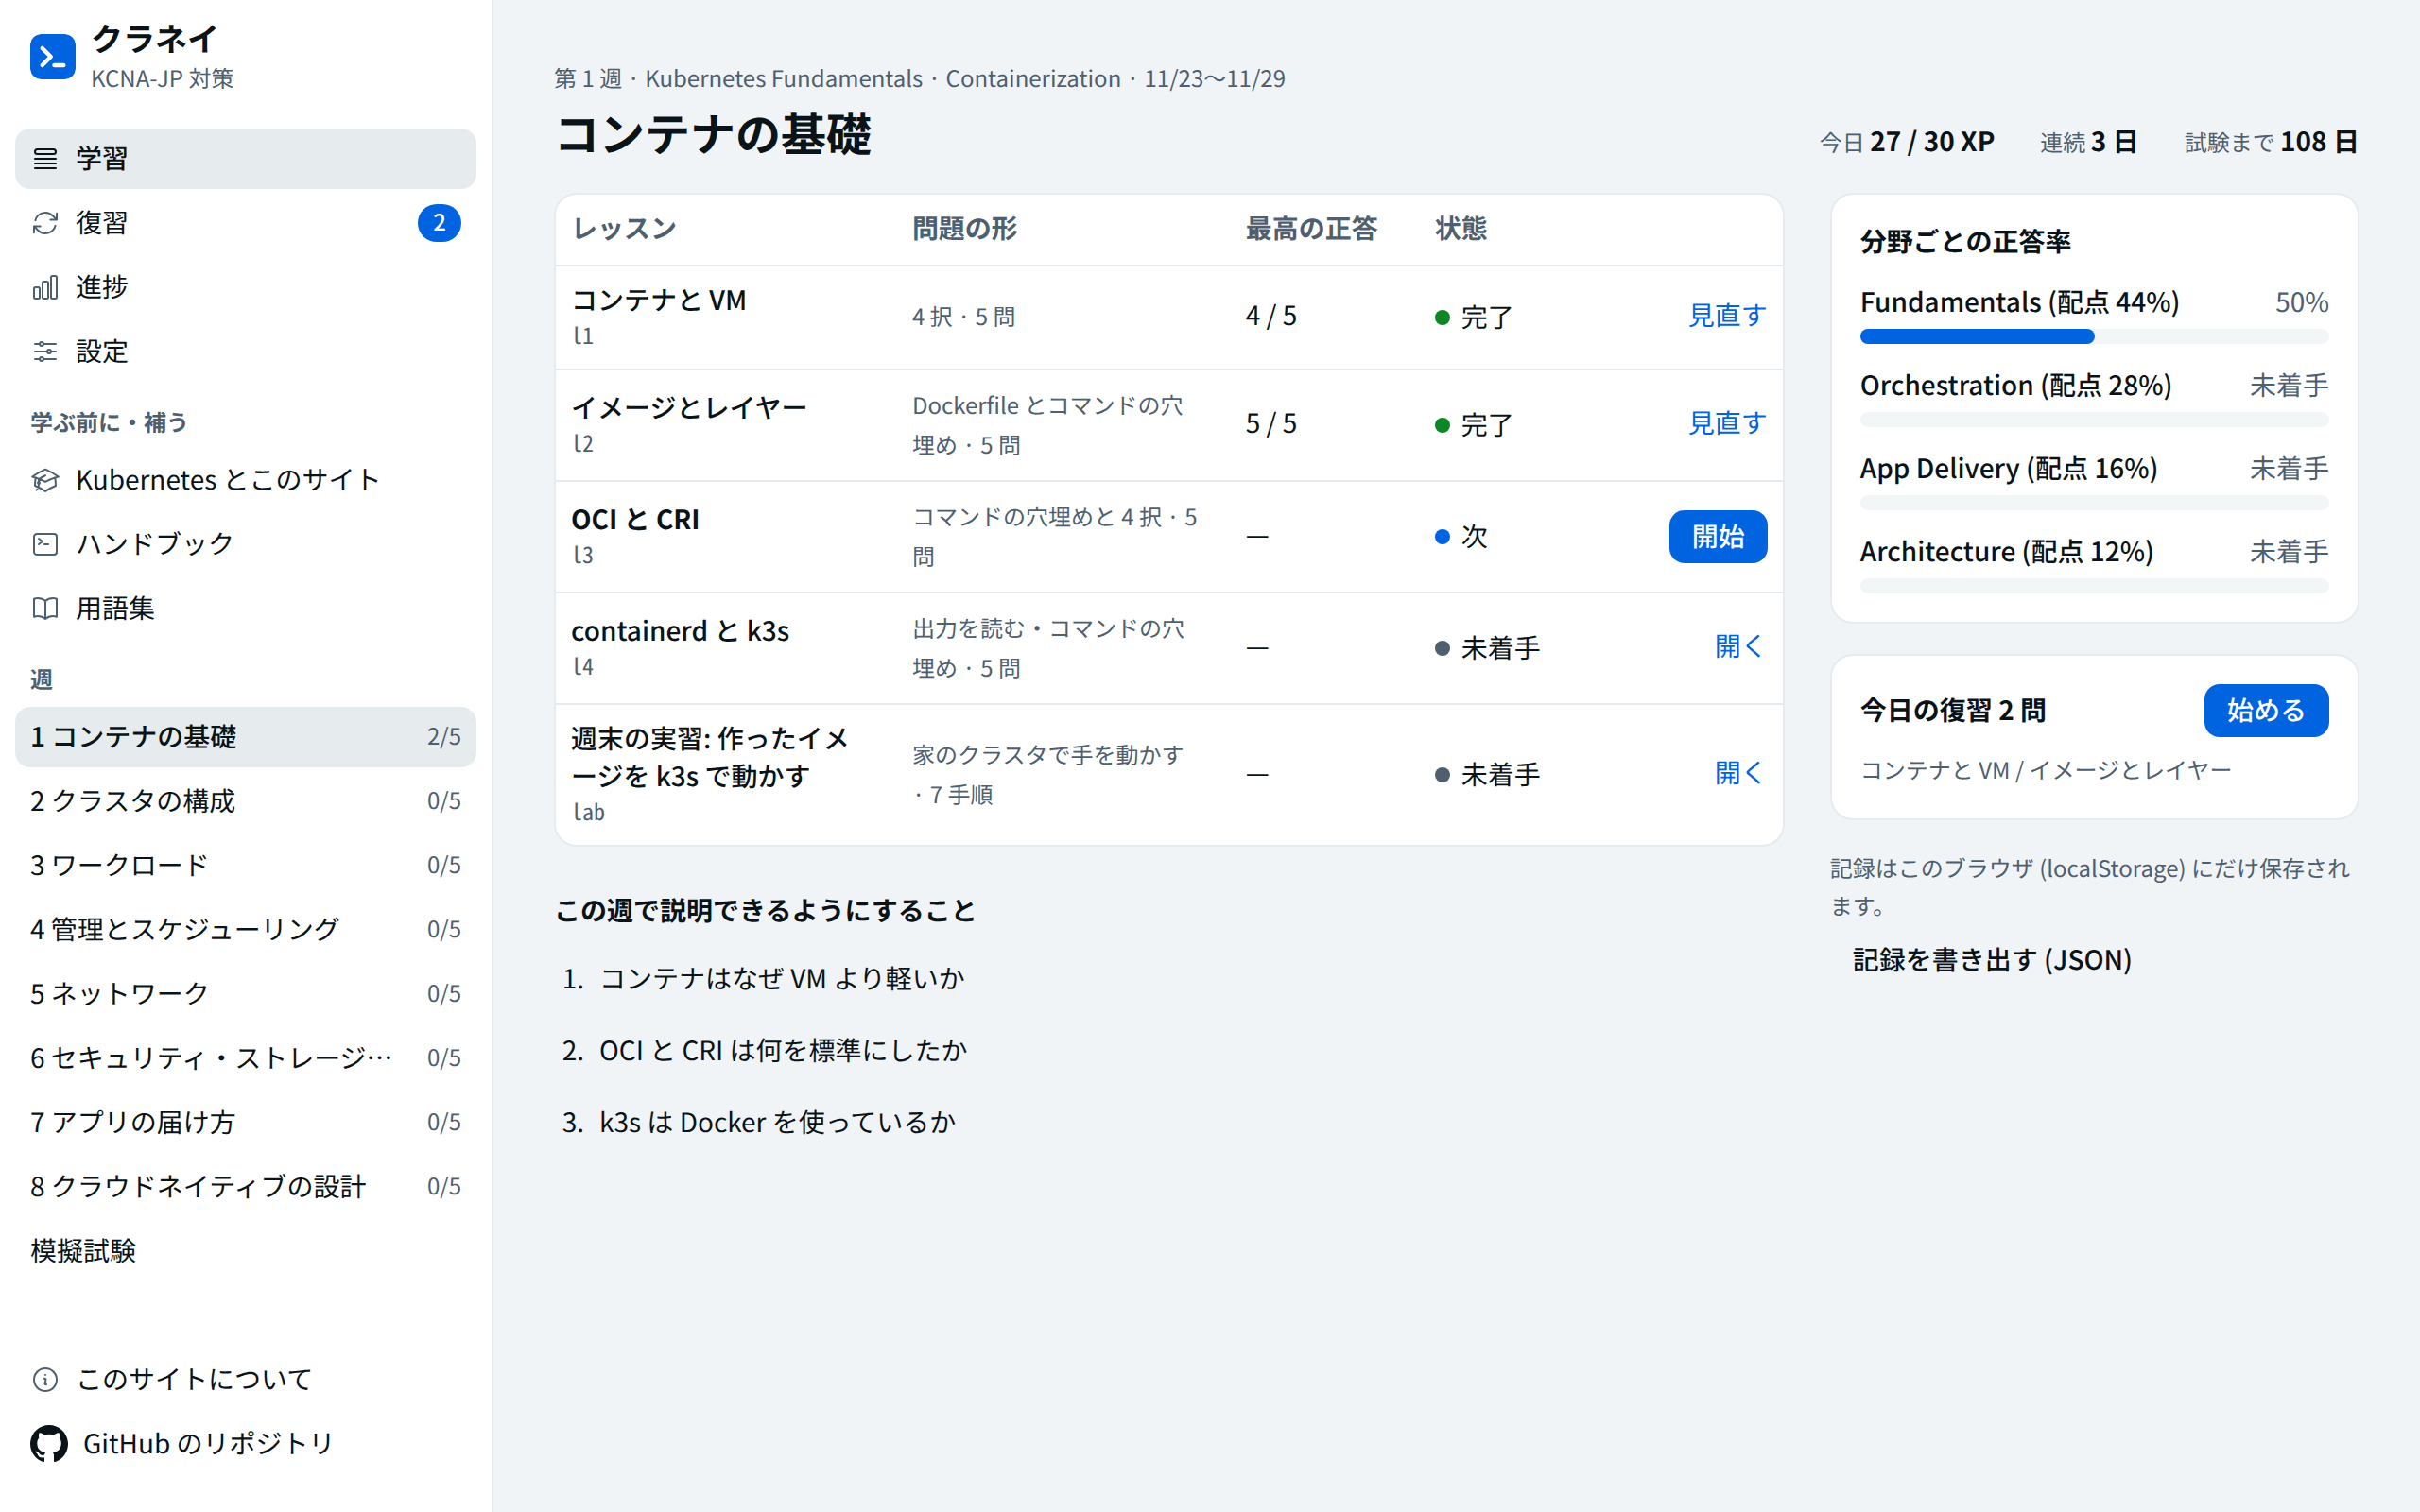 クラネイ
KCNA-JP 対策
学習
復習 2
進捗
設定
学ぶ前に・補う
Kubernetes とこのサイト
ハンドブック
用語集
週
1 コンテナの基礎 2/5
2 クラスタの構成 0/5
3 ワークロード 0/5
4 管理とスケジューリング 0/5
5 ネットワーク 0/5
6 セキュリティ・ストレージ… 0/5
7 アプリの届け方 0/5
8 クラウドネイティブの設計 0/5
模擬試験
このサイトについて
GitHub のリポジトリ
第 1 週 · Kubernetes Fundamentals · Containerization · 11/23〜11/29
コンテナの基礎
今日 27 / 30 XP 連続 3 日 試験まで 108 日
レッスン 問題の形 最高の正答 状態
コンテナと VM
l1
4 択 · 5 問
4 / 5
完了
見直す
イメージとレイヤー
l2
Dockerfile とコマンドの穴
埋め · 5 問
5 / 5
完了
見直す
OCI と CRI
l3
コマンドの穴埋めと 4 択 · 5
問
—
次
開始
containerd と k3s
l4
出力を読む・コマンドの穴
埋め · 5 問
—
未着手
開く
週末の実習: 作ったイメ
ージを k3s で動かす
lab
家のクラスタで手を動かす
· 7 手順
—
未着手
開く
この週で説明できるようにすること
1. コンテナはなぜ VM より軽いか
2. OCI と CRI は何を標準にしたか
3. k3s は Docker を使っているか
分野ごとの正答率
Fundamentals (配点 44%) 50%
Orchestration (配点 28%) 未着手
App Delivery (配点 16%) 未着手
Architecture (配点 12%) 未着手
今日の復習 2 問 始める
コンテナと VM / イメージとレイヤー
記録はこのブラウザ (localStorage) にだけ保存され
ます。
記録を書き出す (JSON)